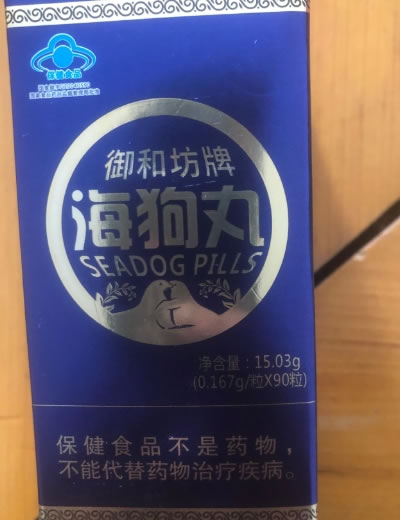 保健食品
御和坊牌
海狗丸
SEADOG PILLS
净含量：15.03g
(0.167g/粒X90粒)
保健食品不是药物，
不能代替药物治疗疾病。